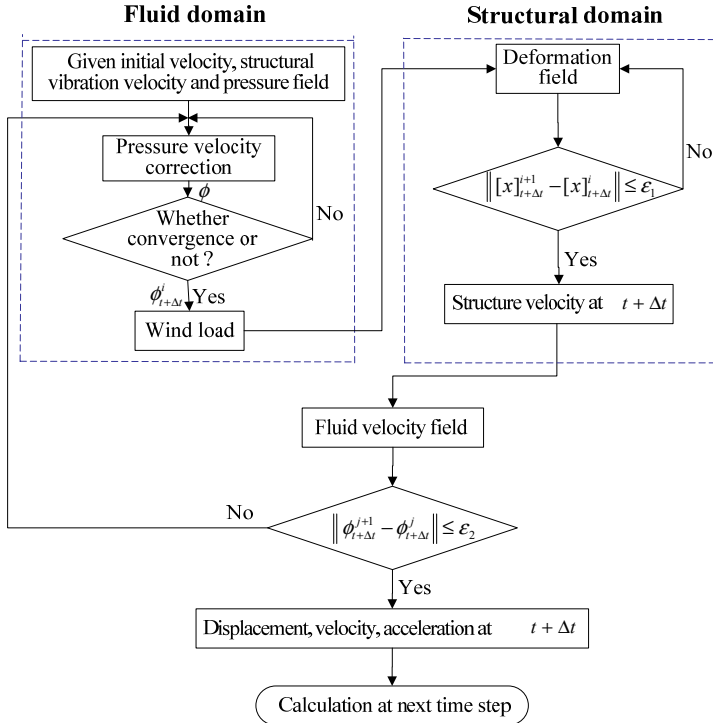 Fluid domain
Given initial velocity, structural
vibration velocity and pressure field
Pressure velocity
correction
ϕ
Whether
convergence or
not ?
No
ϕ^i_{t+Δt} Yes
Wind load
Structural domain
Deformation
field
No
‖[x]^{i+1}_{t+Δt} − [x]^i_{t+Δt}‖ ≤ ε_1
Yes
Structure velocity at t + Δt
Fluid velocity field
No
‖ϕ^{j+1}_{t+Δt} − ϕ^j_{t+Δt}‖ ≤ ε_2
Yes
Displacement, velocity, acceleration at t + Δt
Calculation at next time step